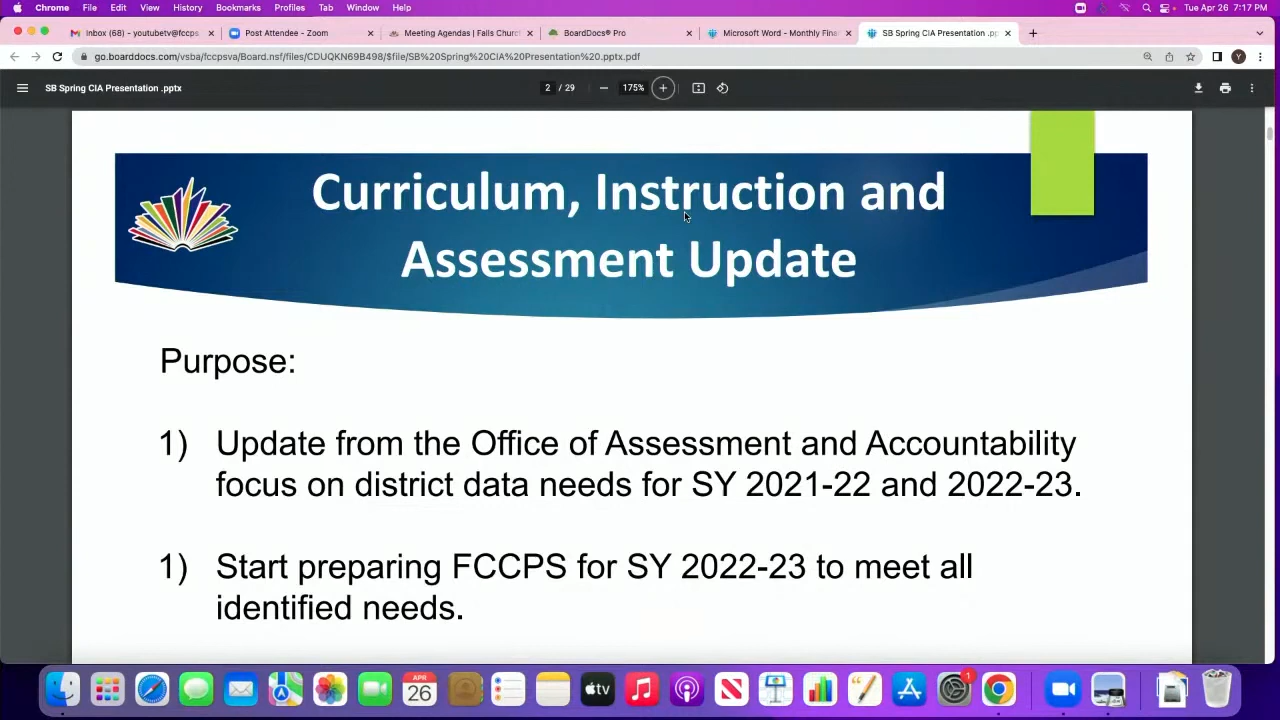 Chrome File Edit View History Bookmarks Profiles Tab Window Help Tue Apr 26 7:17 PM
Inbox (68) - youtubetv@fccps. Post Attendee - Zoom Meeting Agendas | Falls Churc BoardDocs® Pro Microsoft Word - Monthly Fina SB Spring CIA Presentation .pp
go.boarddocs.com/vsba/fccpsva/Board.nsf/files/CDUQKN69B498/$file/SB%20Spring%20CIA%20Presentation%20.pptx.pdf Y
SB Spring CIA Presentation .pptx 2 / 29 175%
Curriculum, Instruction and
Assessment Update
Purpose:
1) Update from the Office of Assessment and Accountability
focus on district data needs for SY 2021-22 and 2022-23.
1) Start preparing FCCPS for SY 2022-23 to meet all
identified needs.
APR
26
tv
1